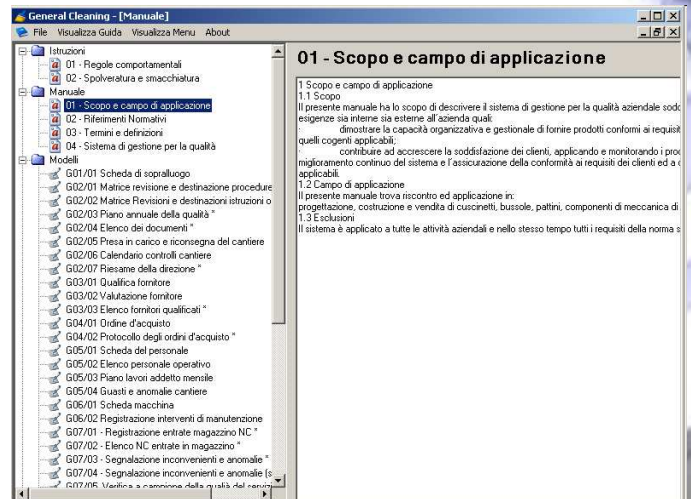 General Cleaning - [Manuale]
File Visualizza Guida Visualizza Menu About
Istruzioni
01 - Regole comportamentali
02 - Spolveratura e smacchiatura
Manuale
01 - Scopo e campo di applicazione
02 - Riferimenti Normativi
03 - Termini e definizioni
04 - Sistema di gestione per la qualità
Modelli
G01/01 Scheda di sopralluogo
G02/01 Matrice revisione e destinazione procedure
G02/02 Matrice Revisioni e destinazioni istruzioni o
G02/03 Piano annuale della qualità *
G02/04 Elenco dei documenti *
G02/05 Presa in carico e riconsegna del cantiere
G02/06 Calendario controlli cantiere
G02/07 Riesame della direzione *
G03/01 Qualifica fornitore
G03/02 Valutazione fornitore
G03/03 Elenco fornitori qualificati *
G04/01 Ordine d'acquisto
G04/02 Protocollo degli ordini d'acquisto *
G05/01 Scheda del personale
G05/02 Elenco personale operativo
G05/03 Piano lavori addetto mensile
G05/04 Guasti e anomalie cantiere
G06/01 Scheda macchina
G06/02 Registrazione interventi di manutenzione
G07/01 - Registrazione entrate magazzino NC *
G07/02 - Elenco NC entrate in magazzino *
G07/03 - Segnalazione inconvenienti e anomalie *
G07/04 - Segnalazione inconvenienti e anomalie (s
G07/05 Verifica a campione della qualià del servizi
01 - Scopo e campo di applicazione
1 Scopo e campo di applicazione
1.1 Scopo
Il presente manuale ha lo scopo di descrivere il sistema di gestione per la qualità aziendale sodd
esigenze sia interne sia esterne all'azienda quali:
· dimostrare la capacità organizzativa e gestionale di fornire prodotti conformi ai requisit
quelli cogenti applicabili;
· contribuire ad accrescere la soddisfazione dei clienti, applicando e monitorando i proc
miglioramento continuo del sistema e l'assicurazione della conformità ai requisiti dei clienti ed a
applicabili.
1.2 Campo di applicazione
Il presente manuale trova riscontro ed applicazione in:
progettazione, costruzione e vendita di cuscinetti, bussole, pattini, componenti di meccanica di
1.3 Esclusioni
Il sistema è applicato a tutte le attività aziendali e nello stesso tempo tutti i requisiti della norma s